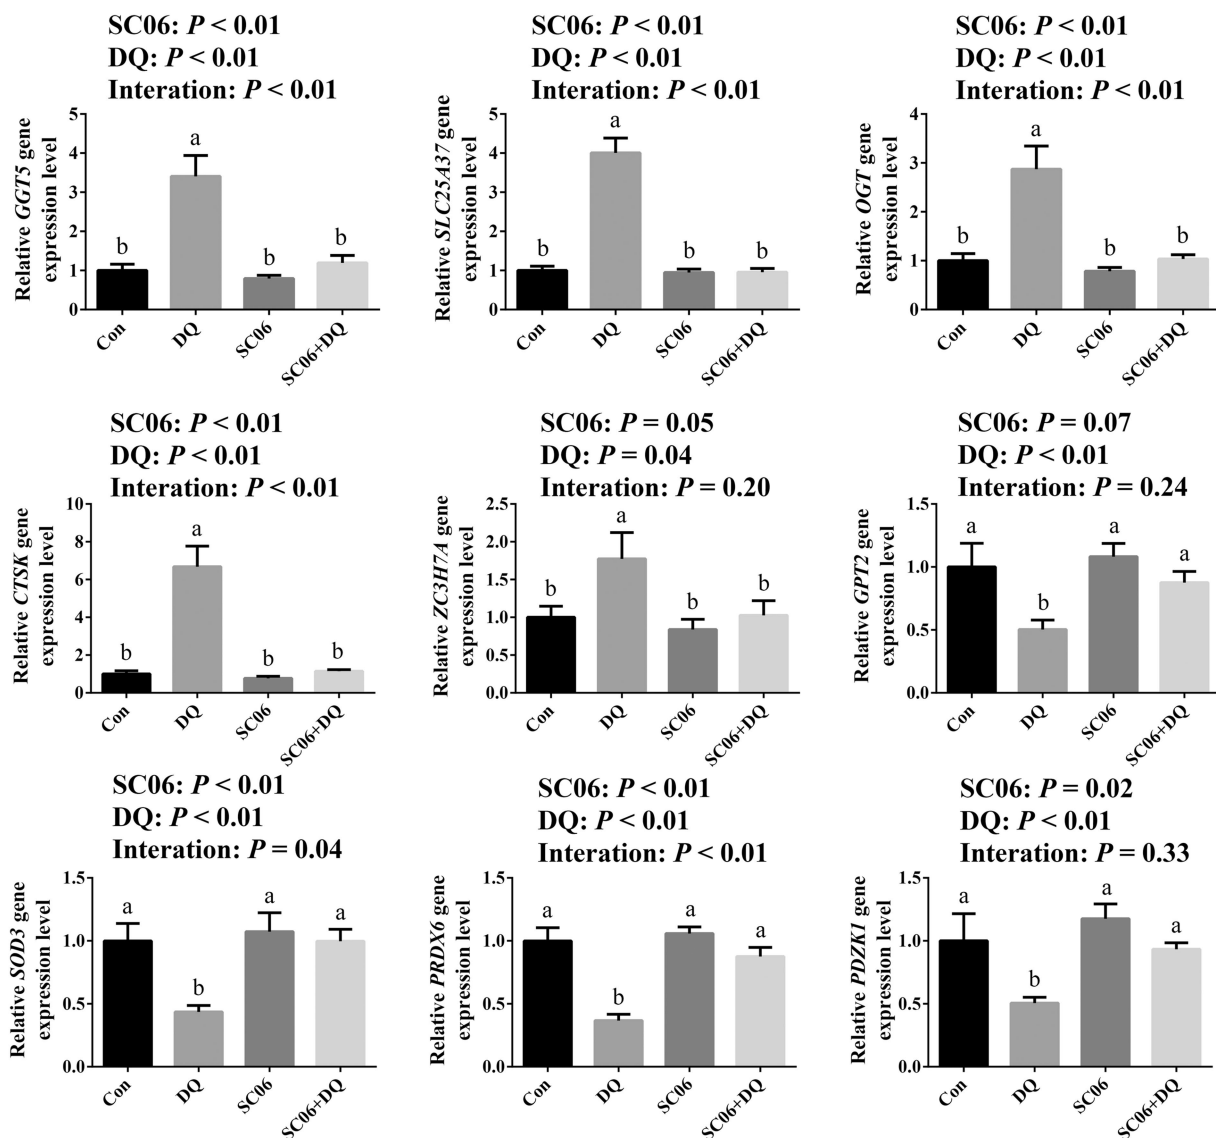 SC06: P < 0.01
DQ: P < 0.01
Interation: P < 0.01
Relative GGT5 gene
expression level
5
4
3
2
1
0
b
a
b
b
Con
DQ
SC06
SC06+DQ
SC06: P < 0.01
DQ: P < 0.01
Interation: P < 0.01
Relative SLC25A37 gene
expression level
5
4
3
2
1
0
b
a
b
b
Con
DQ
SC06
SC06+DQ
SC06: P < 0.01
DQ: P < 0.01
Interation: P < 0.01
Relative OGT gene
expression level
4
3
2
1
0
b
a
b
b
Con
DQ
SC06
SC06+DQ
SC06: P < 0.01
DQ: P < 0.01
Interation: P < 0.01
Relative CTSK gene
expression level
10
8
6
4
2
0
b
a
b
b
Con
DQ
SC06
SC06+DQ
SC06: P = 0.05
DQ: P = 0.04
Interation: P = 0.20
Relative ZC3H7A gene
expression level
2.5
2.0
1.5
1.0
0.5
0.0
b
a
b
b
Con
DQ
SC06
SC06+DQ
SC06: P = 0.07
DQ: P < 0.01
Interation: P = 0.24
Relative GPT2 gene
expression level
1.5
1.0
0.5
0.0
a
b
a
a
Con
DQ
SC06
SC06+DQ
SC06: P < 0.01
DQ: P < 0.01
Interation: P = 0.04
Relative SOD3 gene
expression level
1.5
1.0
0.5
0.0
a
b
a
a
Con
DQ
SC06
SC06+DQ
SC06: P < 0.01
DQ: P < 0.01
Interation: P < 0.01
Relative PRDX6 gene
expression level
1.5
1.0
0.5
0.0
a
b
a
a
Con
DQ
SC06
SC06+DQ
SC06: P = 0.02
DQ: P < 0.01
Interation: P = 0.33
Relative PDZK1 gene
expression level
1.5
1.0
0.5
0.0
a
b
a
a
Con
DQ
SC06
SC06+DQ